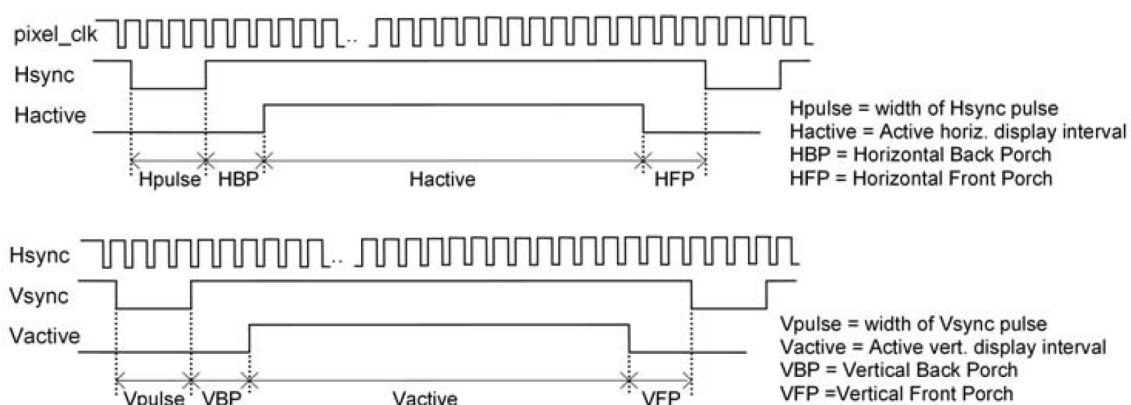 pixel_clk
..
Hsync
Hactive
Hpulse HBP Hactive HFP
Hpulse = width of Hsync pulse
Hactive = Active horiz. display interval
HBP = Horizontal Back Porch
HFP = Horizontal Front Porch
Hsync
..
Vsync
Vactive
Vpulse VBP Vactive VFP
Vpulse = width of Vsync pulse
Vactive = Active vert. display interval
VBP = Vertical Back Porch
VFP =Vertical Front Porch